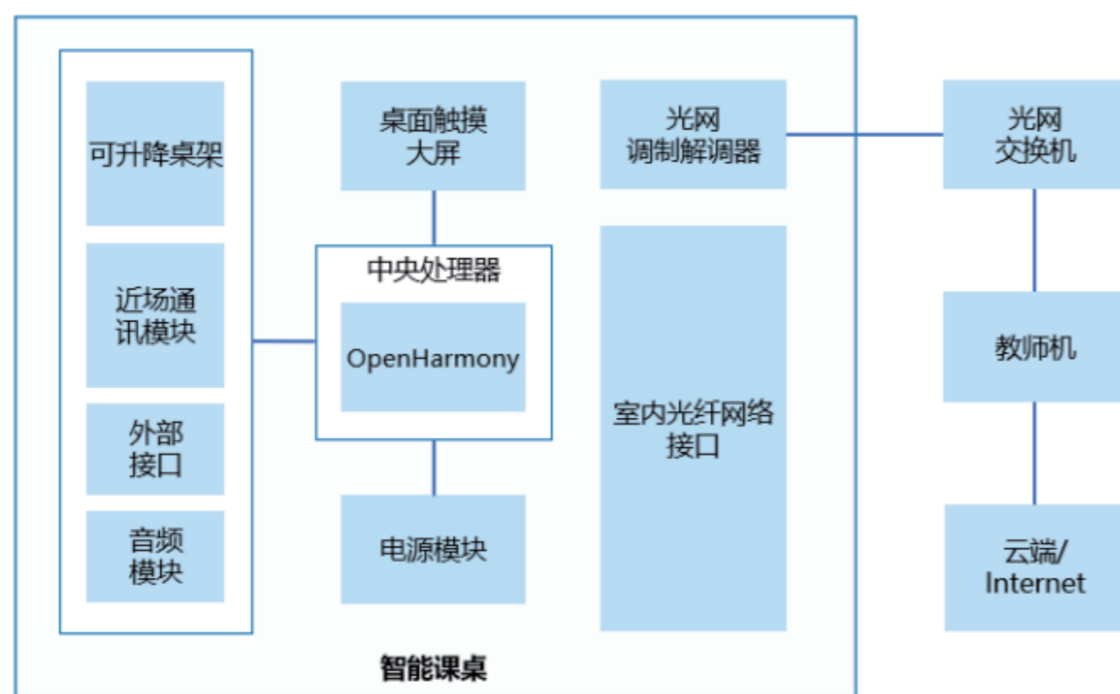 可升降桌架
近场通
讯模块
外部
接口
音频
模块
桌面触摸
大屏
中央处理器
OpenHarmony
电源模块
光网
调制解调器
室内光纤网络
接口
智能课桌
光网
交换机
教师机
云端/
Internet